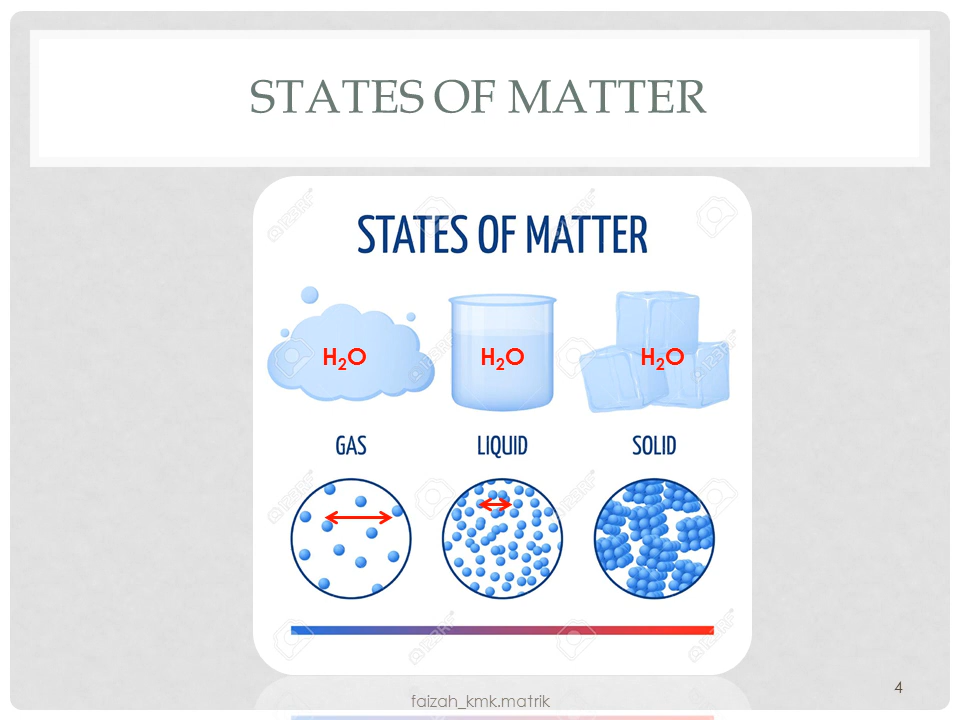 STATES OF MATTER
STATES OF MATTER
H₂O H₂O H₂O
GAS LIQUID SOLID
faizah_kmk.matrik
4